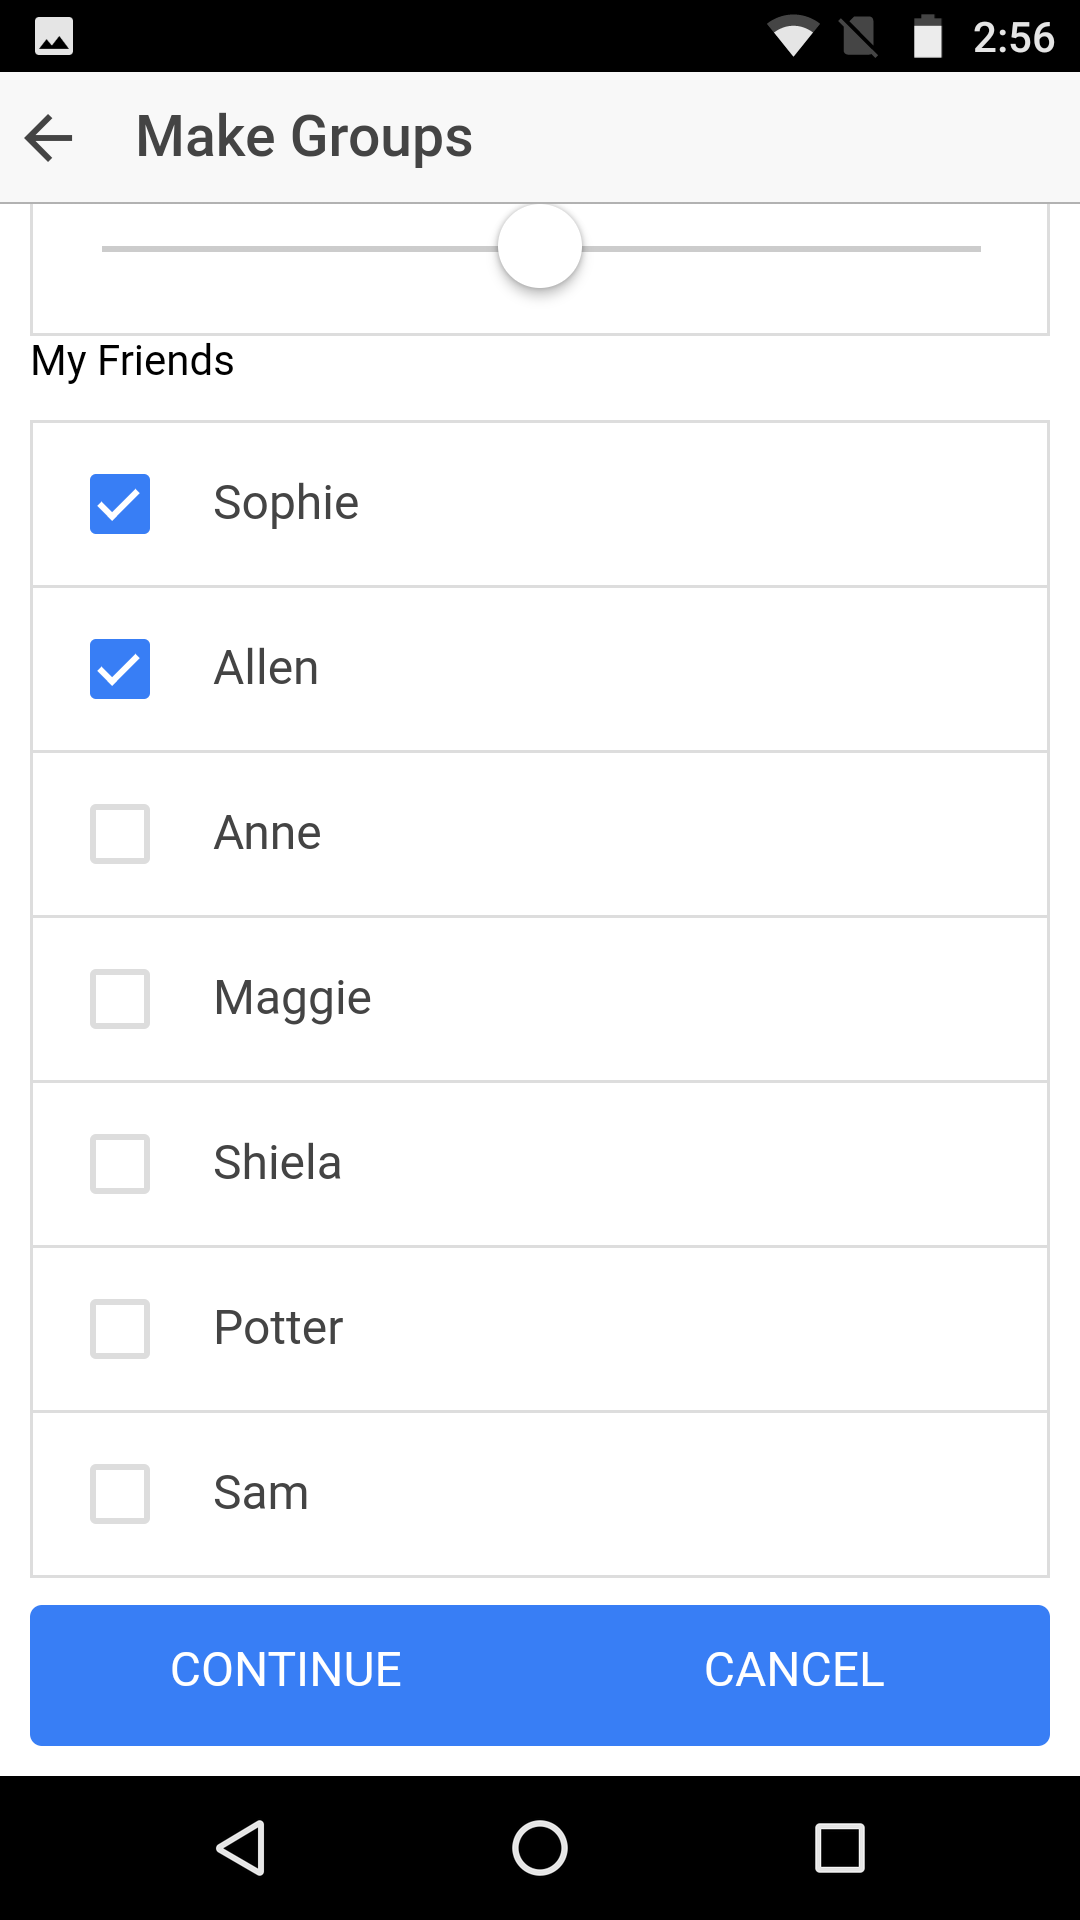 2:56
Make Groups
My Friends
Sophie
Allen
Anne
Maggie
Shiela
Potter
Sam
CONTINUE CANCEL